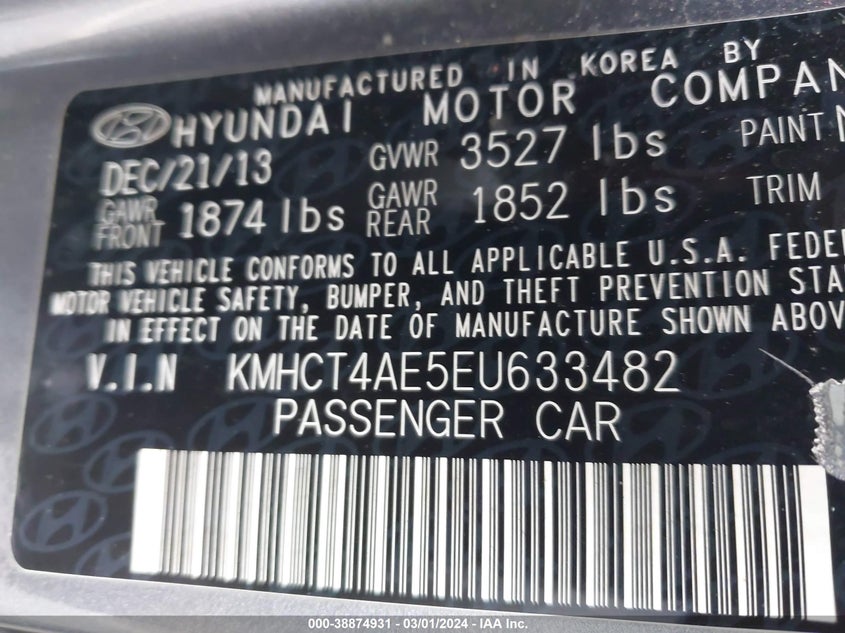 MANUFACTURED IN KOREA BY
HYUNDAI MOTOR COMPAN
DEC/21/13 GVWR 3527 lbs PAINT
GAWR FRONT 1874 lbs GAWR REAR 1852 lbs TRIM
THIS VEHICLE CONFORMS TO ALL APPLICABLE U.S.A. FEDE
MOTOR VEHICLE SAFETY, BUMPER, AND THEFT PREVENTION STA
IN EFFECT ON THE DATE OF MANUFACTURE SHOWN ABOV
V.I.N KMHCT4AE5EU633482
PASSENGER CAR
000-38874931 - 03/01/2024 - IAA Inc.